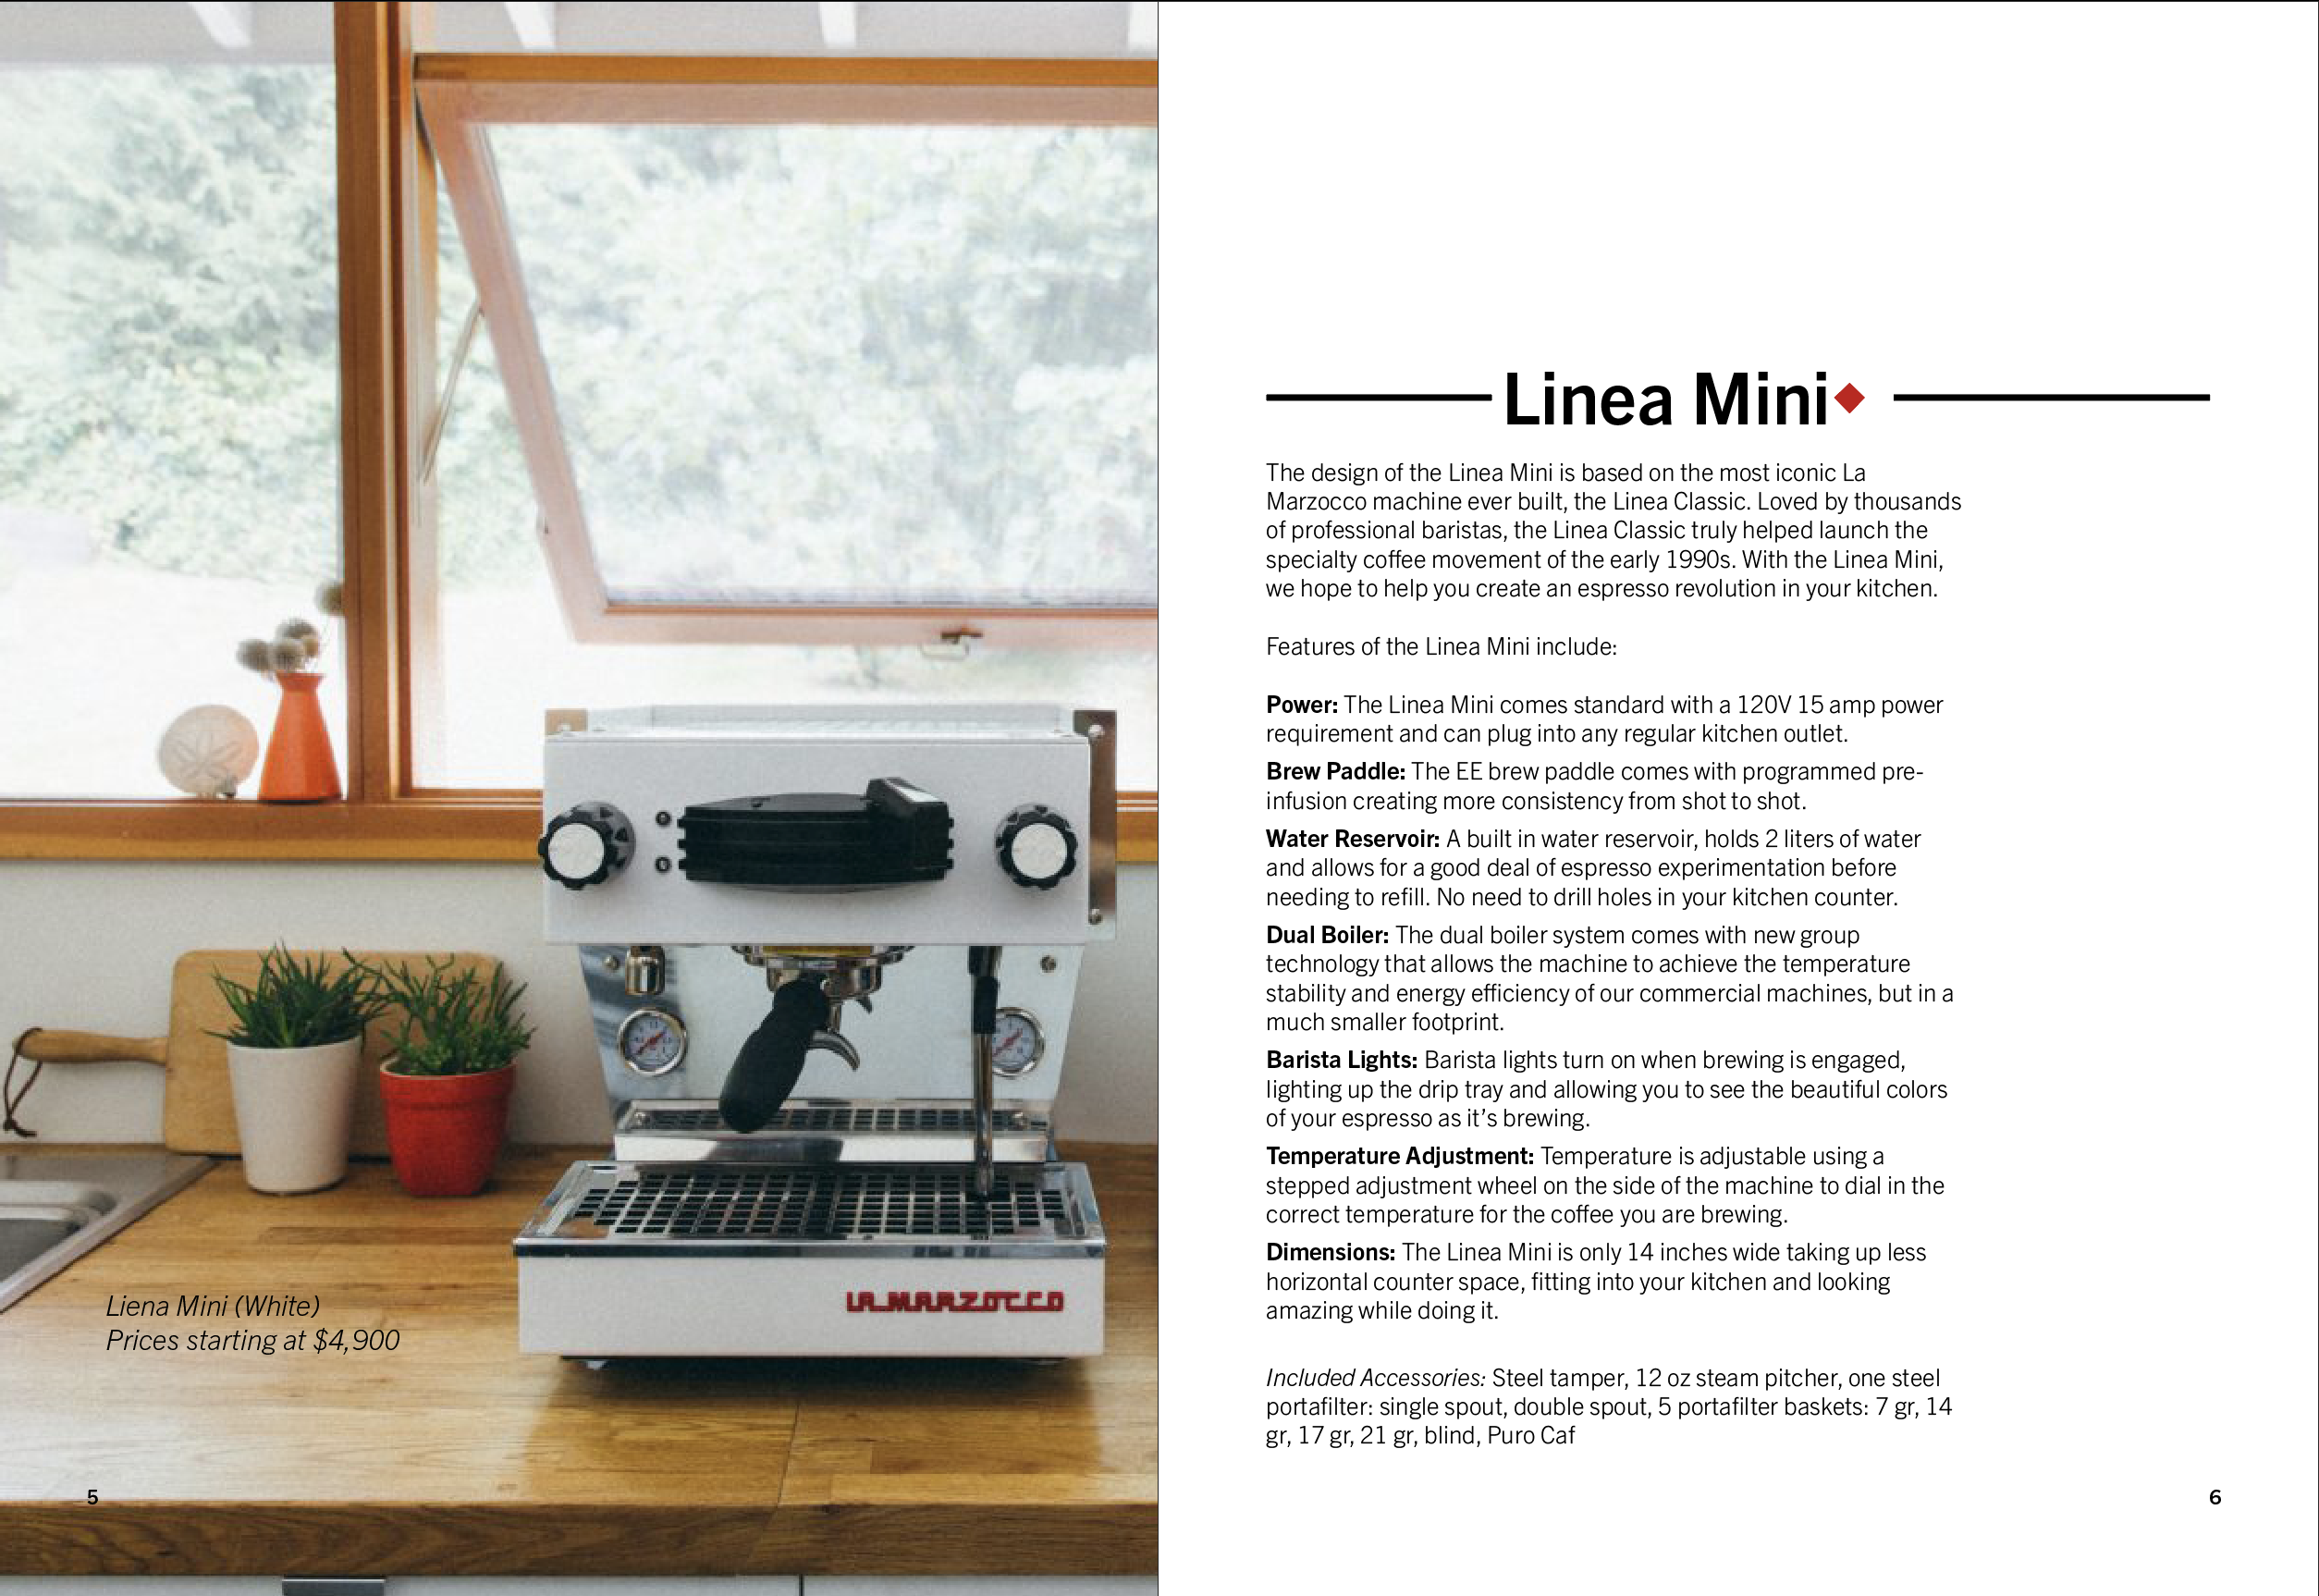 Liena Mini (White)
Prices starting at $4,900
LA MARZOCCO
5
Linea Mini
The design of the Linea Mini is based on the most iconic La
Marzocco machine ever built, the Linea Classic. Loved by thousands
of professional baristas, the Linea Classic truly helped launch the
specialty coffee movement of the early 1990s. With the Linea Mini,
we hope to help you create an espresso revolution in your kitchen.
Features of the Linea Mini include:
Power: The Linea Mini comes standard with a 120V 15 amp power
requirement and can plug into any regular kitchen outlet.
Brew Paddle: The EE brew paddle comes with programmed pre-
infusion creating more consistency from shot to shot.
Water Reservoir: A built in water reservoir, holds 2 liters of water
and allows for a good deal of espresso experimentation before
needing to refill. No need to drill holes in your kitchen counter.
Dual Boiler: The dual boiler system comes with new group
technology that allows the machine to achieve the temperature
stability and energy efficiency of our commercial machines, but in a
much smaller footprint.
Barista Lights: Barista lights turn on when brewing is engaged,
lighting up the drip tray and allowing you to see the beautiful colors
of your espresso as it’s brewing.
Temperature Adjustment: Temperature is adjustable using a
stepped adjustment wheel on the side of the machine to dial in the
correct temperature for the coffee you are brewing.
Dimensions: The Linea Mini is only 14 inches wide taking up less
horizontal counter space, fitting into your kitchen and looking
amazing while doing it.
Included Accessories: Steel tamper, 12 oz steam pitcher, one steel
portafilter: single spout, double spout, 5 portafilter baskets: 7 gr, 14
gr, 17 gr, 21 gr, blind, Puro Caf
6